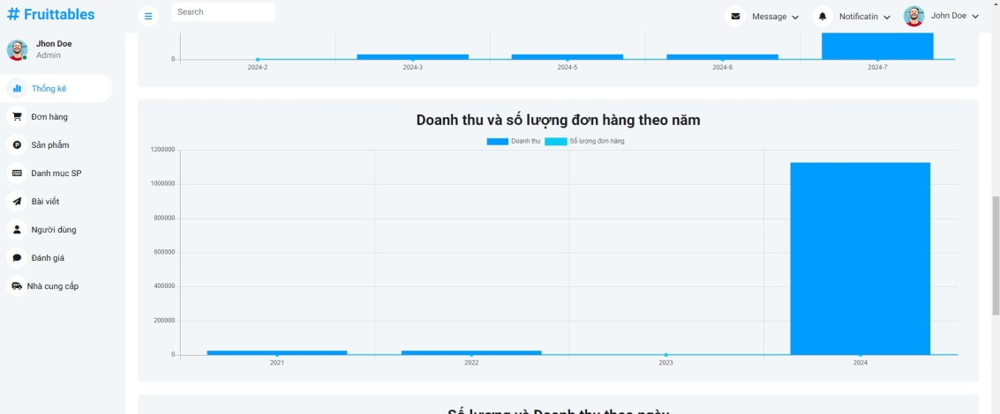 # Fruittables
Search
Message
Notificatin
John Doe
Jhon Doe
Admin
Thống kê
Đơn hàng
Sản phẩm
Danh mục SP
Bài viết
Người dùng
Đánh giá
Nhà cung cấp
0
2024-2 2024-3 2024-5 2024-6 2024-7
Doanh thu và số lượng đơn hàng theo năm
Doanh thu Số lượng đơn hàng
1200000
1000000
800000
600000
400000
200000
0
2021 2022 2023 2024
Số lượng và Doanh thu theo ngày